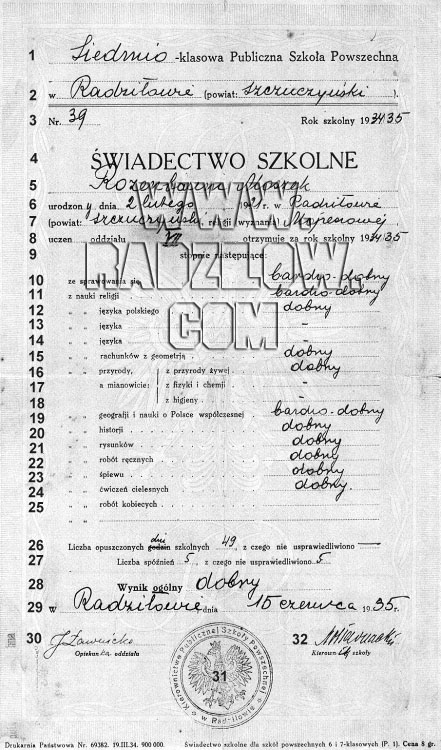 1 Siedmio -klasowa Publiczna Szkoła Powszechna
2 w Radziłowie (powiat: szczuczyński).
3 Nr. 39 Rok szkolny 1934/35
4 ŚWIADECTWO SZKOLNE
5
6 urodzony dnia 2 lutego 1921 r. w Radziłowie
7 (powiat: szczuczyński), religii (wyznania) Mojżeszowej
8 uczeń oddziału VII otrzymuje za rok szkolny 1934/35
9 stopnie następujące:
10 ze sprawowania się bardzo-dobry
11 z nauki religii bardzo-dobry
12 „ „ języka polskiego dobry
13 „ „ języka –
14 „ „ języka –
15 „ „ rachunków z geometrją dobry
16 „ „ przyrody, z przyrody żywej dobry
17 a mianowicie: z fizyki i chemji –
18 z higjeny –
19 „ „ geografji i nauki o Polsce współczesnej bardzo-dobry
20 „ „ historji dobry
21 „ „ rysunków dobry
22 „ „ robót ręcznych dobry
23 „ „ śpiewu dobry
24 „ „ ćwiczeń cielesnych dobry.
25 „ „ robót kobiecych
„ „
26 Liczba opuszczonych godzin dni szkolnych 49, z czego nie usprawiedliwiono —
27 Liczba spóźnień 5, z czego nie usprawiedliwiono 5
28 Wynik ogólny dobry
29 w Radziłowie dnia 15 czerwca 1935 r.
30 32
Opiekunka oddziału Kierownik szkoły
31
Kierownictwo Publicznej Szkoły Powszechnej w Radziłowie
WWW.
RADZILOW.
COM
Drukarnia Państwowa Nr. 69382. 19.III.34. 900 000. Świadectwo szkolne dla szkół powszechnych 6 i 7-klasowych (P. 1). Cena 8 gr.